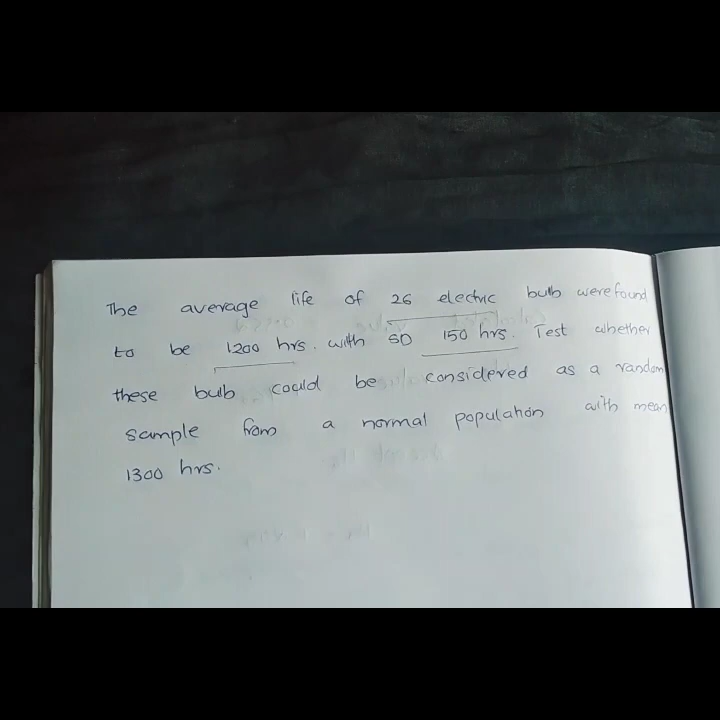 The average life of 26 electric bulb were found
to be 1200 hrs. with SD 150 hrs. Test whether
these bulb could be considered as a random
sample from a normal population with mean
1300 hrs.